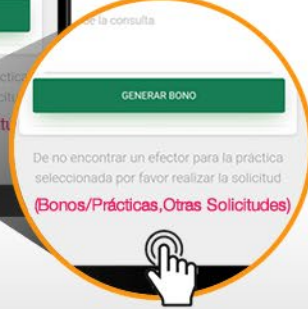 de la consulta
GENERAR BONO
De no encontrar un efector para la práctica
seleccionada por favor realizar la solicitud
(Bonos/Prácticas,Otras Solicitudes)